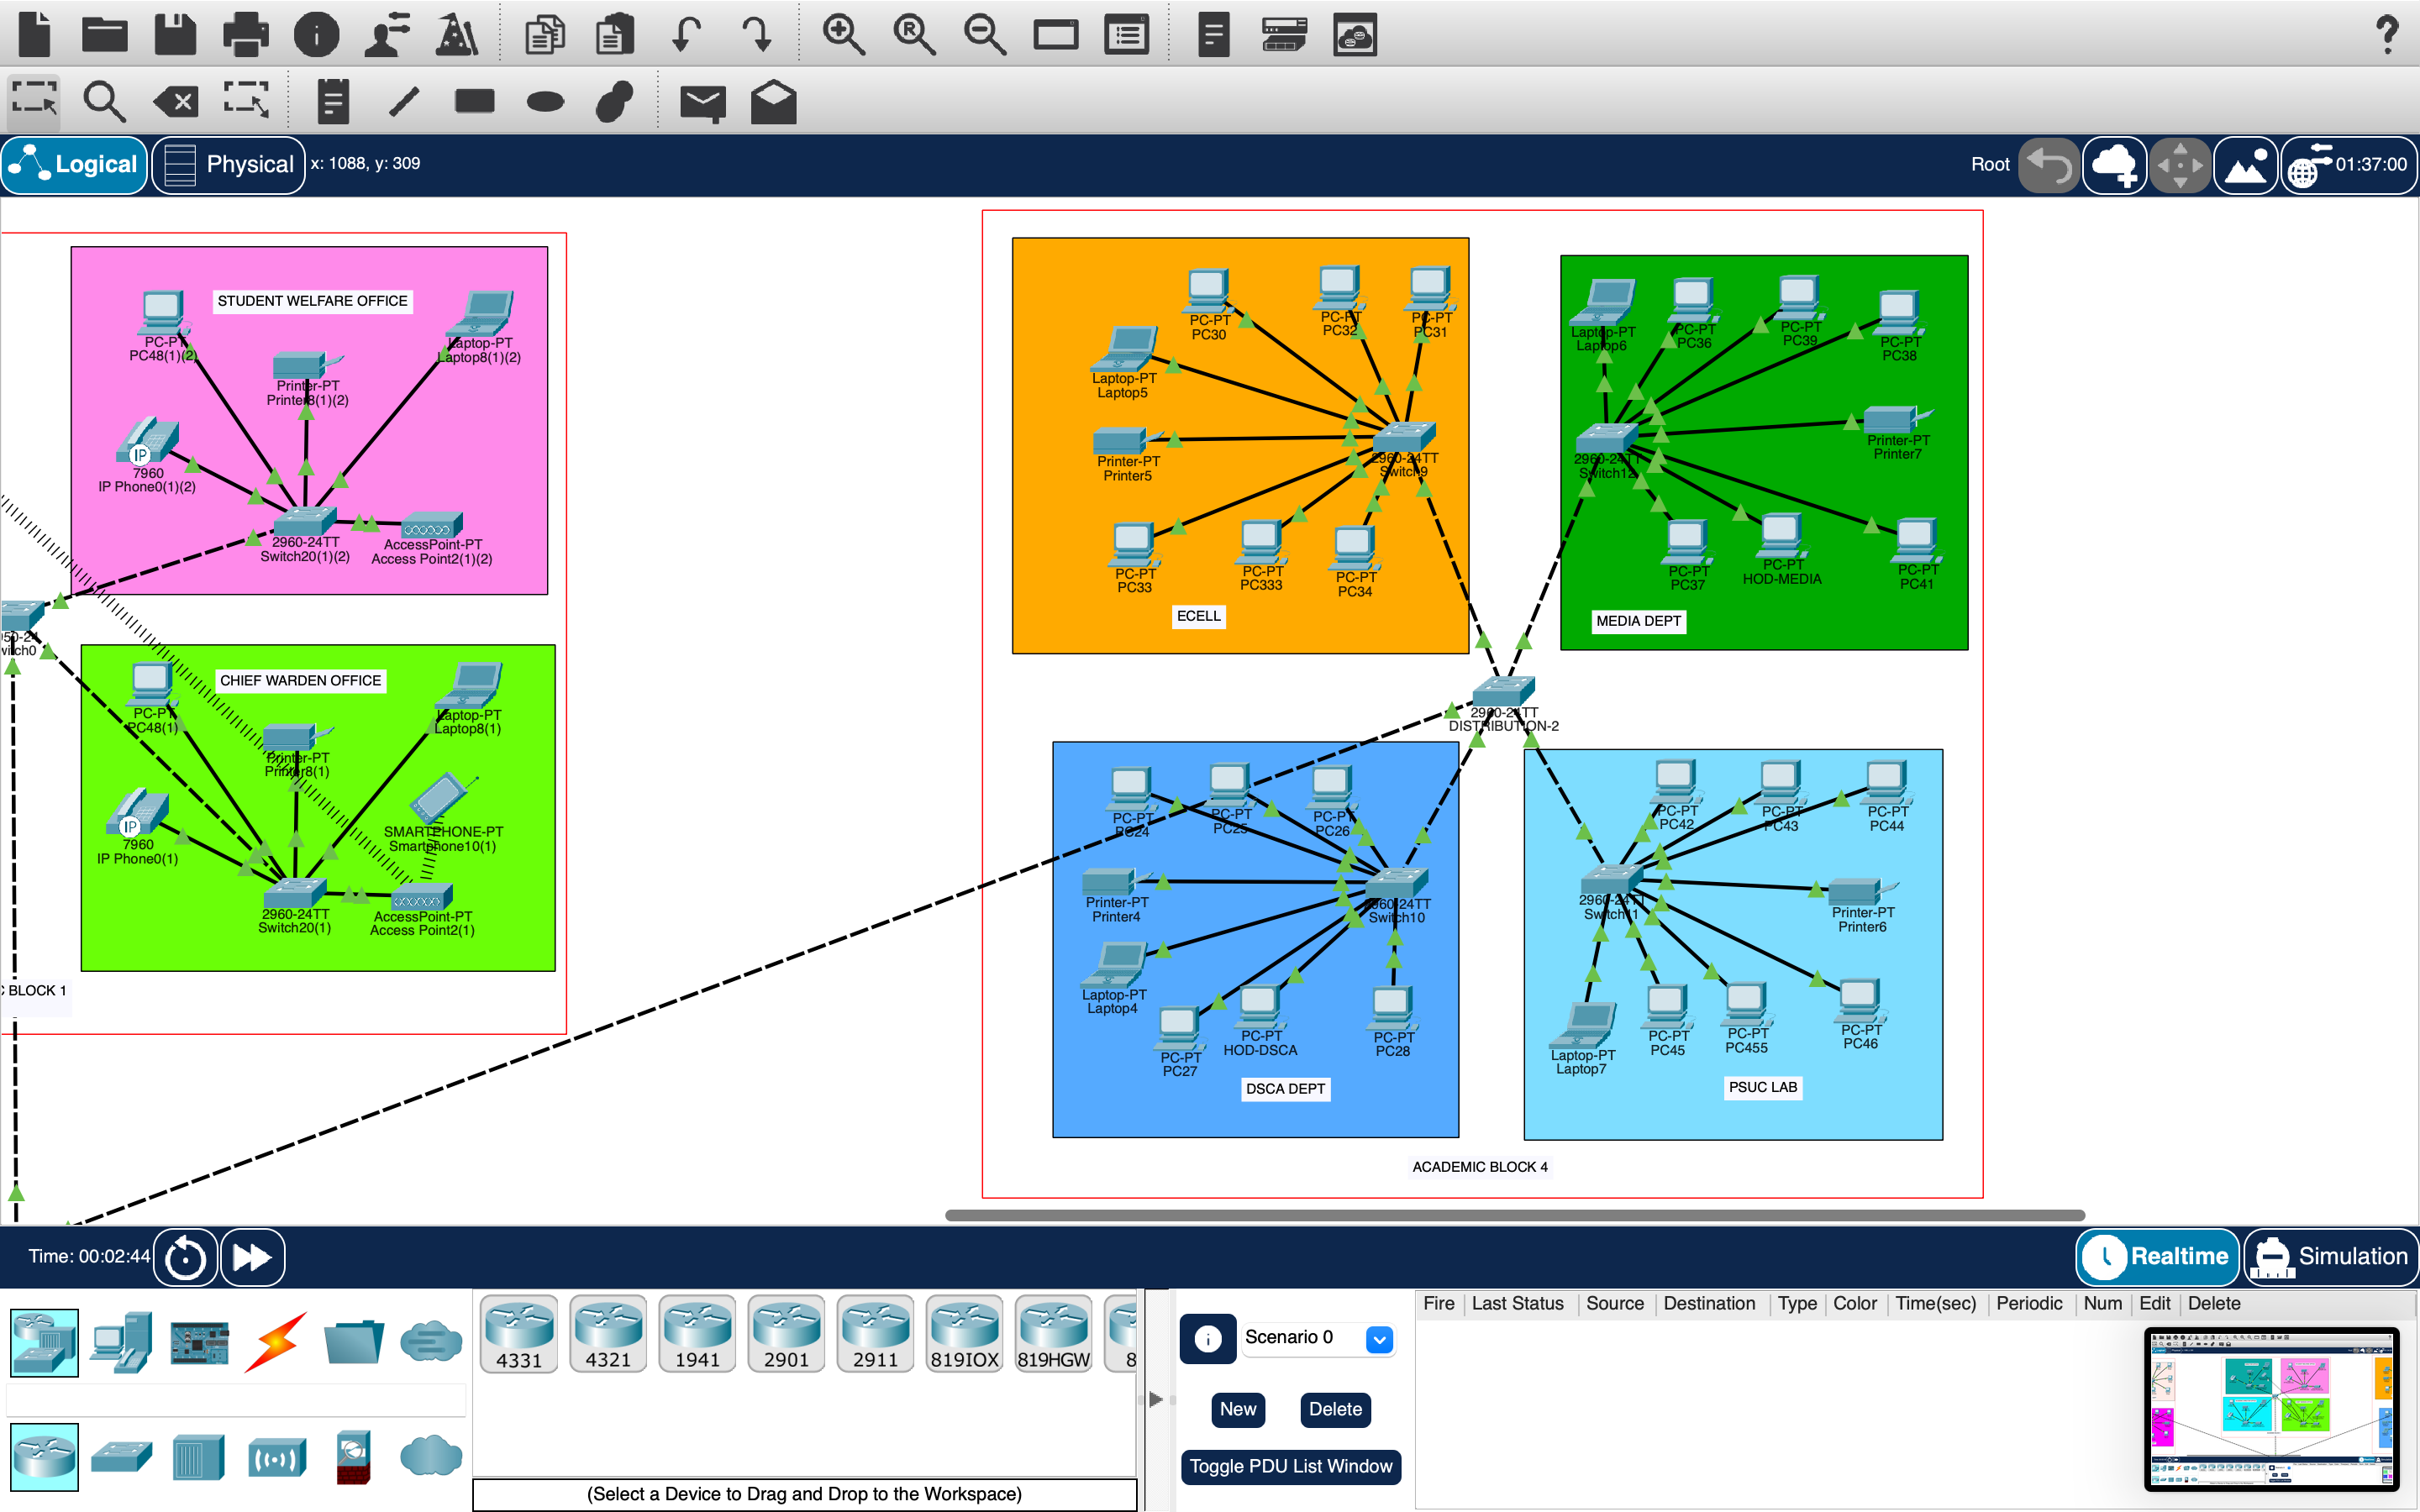 Logical
Physical
x: 1088, y: 309
Root
01:37:00
STUDENT WELFARE OFFICE
PC-PT
PC48(1)(2)
Laptop-PT
Laptop8(1)(2)
Printer-PT
Printer8(1)(2)
IP
7960
IP Phone0(1)(2)
2960-24TT
Switch20(1)(2)
AccessPoint-PT
Access Point2(1)(2)
CHIEF WARDEN OFFICE
PC-PT
PC48(1)
Laptop-PT
Laptop8(1)
Printer-PT
Printer8(1)
IP
7960
IP Phone0(1)
SMARTPHONE-PT
Smartphone10(1)
2960-24TT
Switch20(1)
AccessPoint-PT
Access Point2(1)
C BLOCK 1
PC-PT
PC30
PC-PT
PC32
PC-PT
PC31
Laptop-PT
Laptop5
Printer-PT
Printer5
2960-24TT
Switch9
PC-PT
PC33
PC-PT
PC333
PC-PT
PC34
ECELL
Laptop-PT
Laptop6
PC-PT
PC36
PC-PT
PC39
PC-PT
PC38
Printer-PT
Printer7
2960-24TT
Switch12
PC-PT
PC37
PC-PT
HOD-MEDIA
PC-PT
PC41
MEDIA DEPT
2960-24TT
DISTRIBUTION-2
PC-PT
PC24
PC-PT
PC25
PC-PT
PC26
Printer-PT
Printer4
2960-24TT
Switch10
Laptop-PT
Laptop4
PC-PT
PC27
PC-PT
HOD-DSCA
PC-PT
PC28
DSCA DEPT
PC-PT
PC42
PC-PT
PC43
PC-PT
PC44
2960-24TT
Switch11
Printer-PT
Printer6
Laptop-PT
Laptop7
PC-PT
PC45
PC-PT
PC455
PC-PT
PC46
PSUC LAB
ACADEMIC BLOCK 4
Time: 00:02:44
Realtime
Simulation
4331
4321
1941
2901
2911
819IOX
819HGW
8
(Select a Device to Drag and Drop to the Workspace)
Scenario 0
New
Delete
Toggle PDU List Window
Fire Last Status Source Destination Type Color Time(sec) Periodic Num Edit Delete